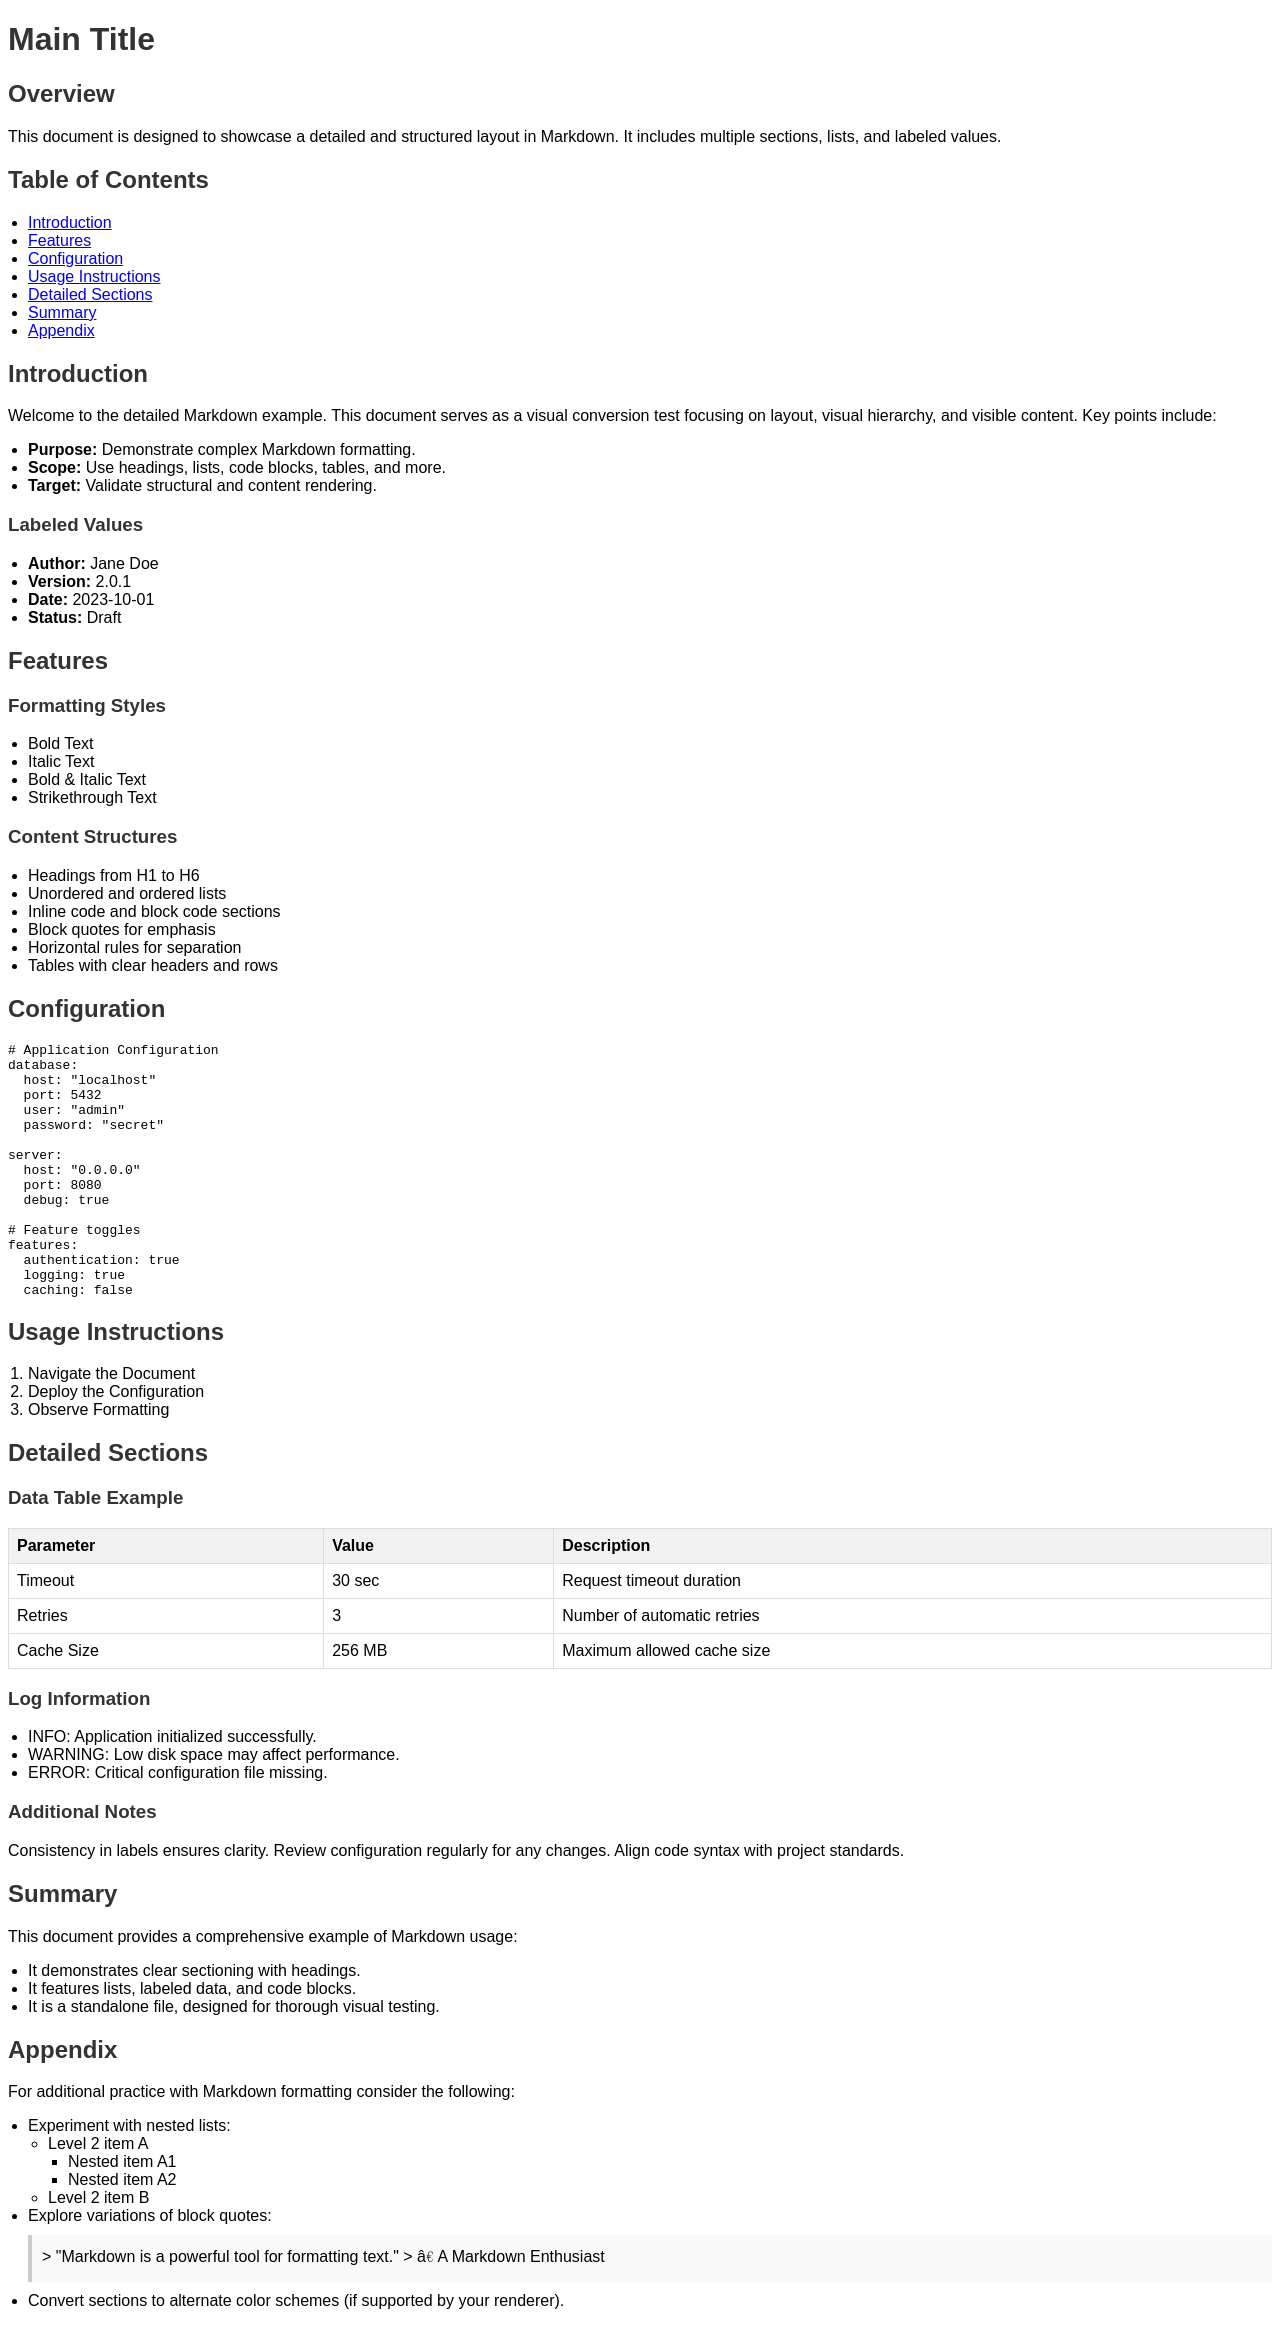 Main Title
Overview
This document is designed to showcase a detailed and structured layout in Markdown. It includes multiple sections, lists, and labeled values.
Table of Contents
Introduction
Features
Configuration
Usage Instructions
Detailed Sections
Summary
Appendix
Introduction
Welcome to the detailed Markdown example. This document serves as a visual conversion test focusing on layout, visual hierarchy, and visible content. Key points include:
Purpose: Demonstrate complex Markdown formatting.
Scope: Use headings, lists, code blocks, tables, and more.
Target: Validate structural and content rendering.
Labeled Values
Author: Jane Doe
Version: 2.0.1
Date: 2023-10-01
Status: Draft
Features
Formatting Styles
Bold Text
Italic Text
Bold & Italic Text
Strikethrough Text
Content Structures
Headings from H1 to H6
Unordered and ordered lists
Inline code and block code sections
Block quotes for emphasis
Horizontal rules for separation
Tables with clear headers and rows
Configuration
# Application Configuration
database:
  host: "localhost"
  port: 5432
  user: "admin"
  password: "secret"
server:
  host: "0.0.0.0"
  port: 8080
  debug: true
# Feature toggles
features:
  authentication: true
  logging: true
  caching: false
Usage Instructions
1. Navigate the Document
2. Deploy the Configuration
3. Observe Formatting
Detailed Sections
Data Table Example
Parameter Value Description
Timeout 30 sec Request timeout duration
Retries 3 Number of automatic retries
Cache Size 256 MB Maximum allowed cache size
Log Information
INFO: Application initialized successfully.
WARNING: Low disk space may affect performance.
ERROR: Critical configuration file missing.
Additional Notes
Consistency in labels ensures clarity. Review configuration regularly for any changes. Align code syntax with project standards.
Summary
This document provides a comprehensive example of Markdown usage:
It demonstrates clear sectioning with headings.
It features lists, labeled data, and code blocks.
It is a standalone file, designed for thorough visual testing.
Appendix
For additional practice with Markdown formatting consider the following:
Experiment with nested lists:
Level 2 item A
Nested item A1
Nested item A2
Level 2 item B
Explore variations of block quotes:
> "Markdown is a powerful tool for formatting text." > â€ A Markdown Enthusiast
Convert sections to alternate color schemes (if supported by your renderer).